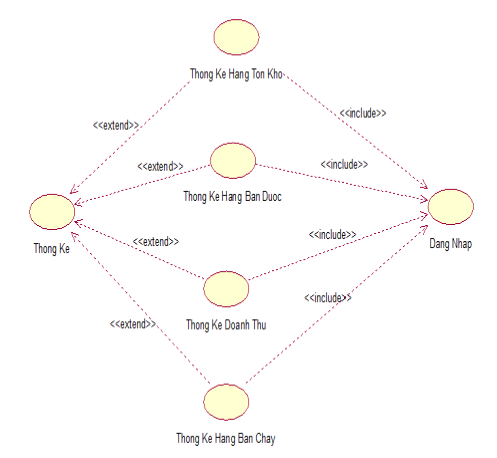 Thong Ke Hang Ton Kho
<<include>>
<<extend>>
<<extend>>
<<include>>
Thong Ke Hang Ban Duoc
Thong Ke
<<extend>>
<<include>>
Dang Nhap
<<include>>
Thong Ke Doanh Thu
<<extend>>
Thong Ke Hang Ban Chay